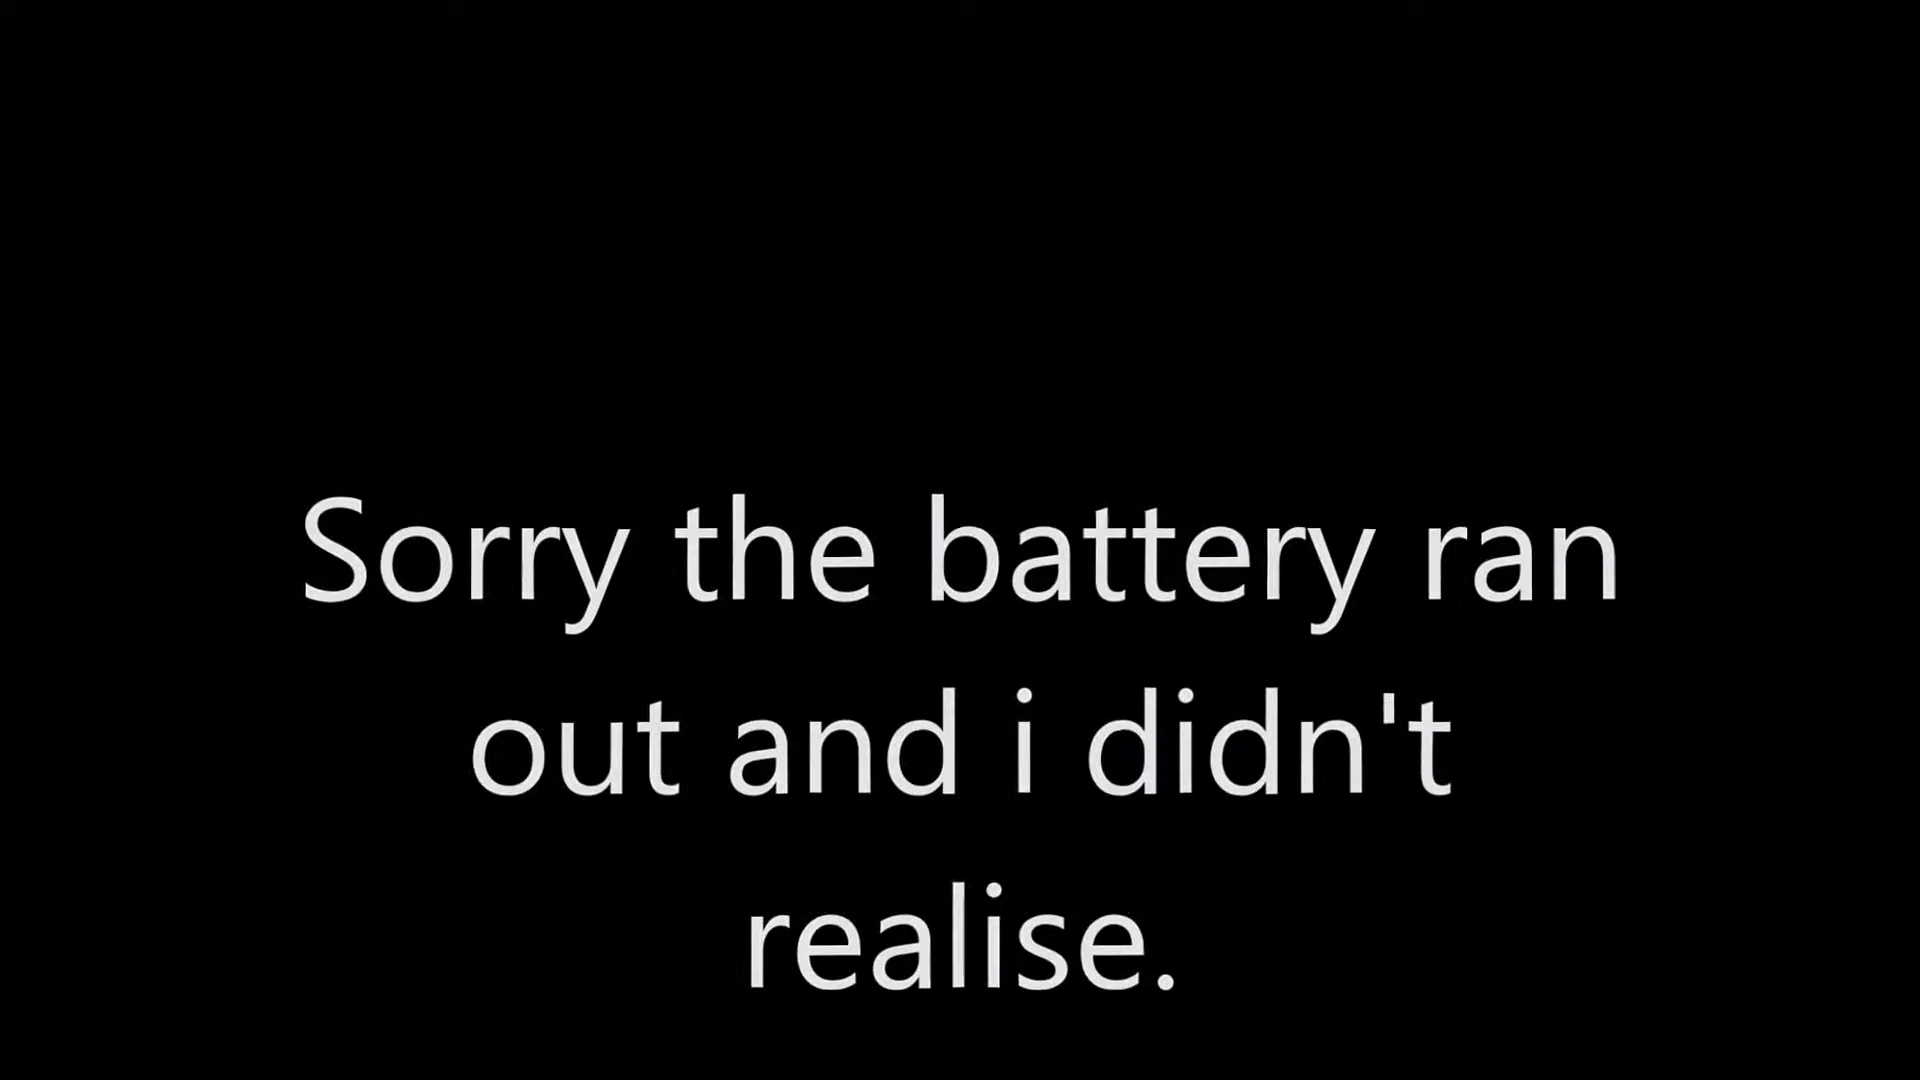 Sorry the battery ran
out and i didn't
realise.